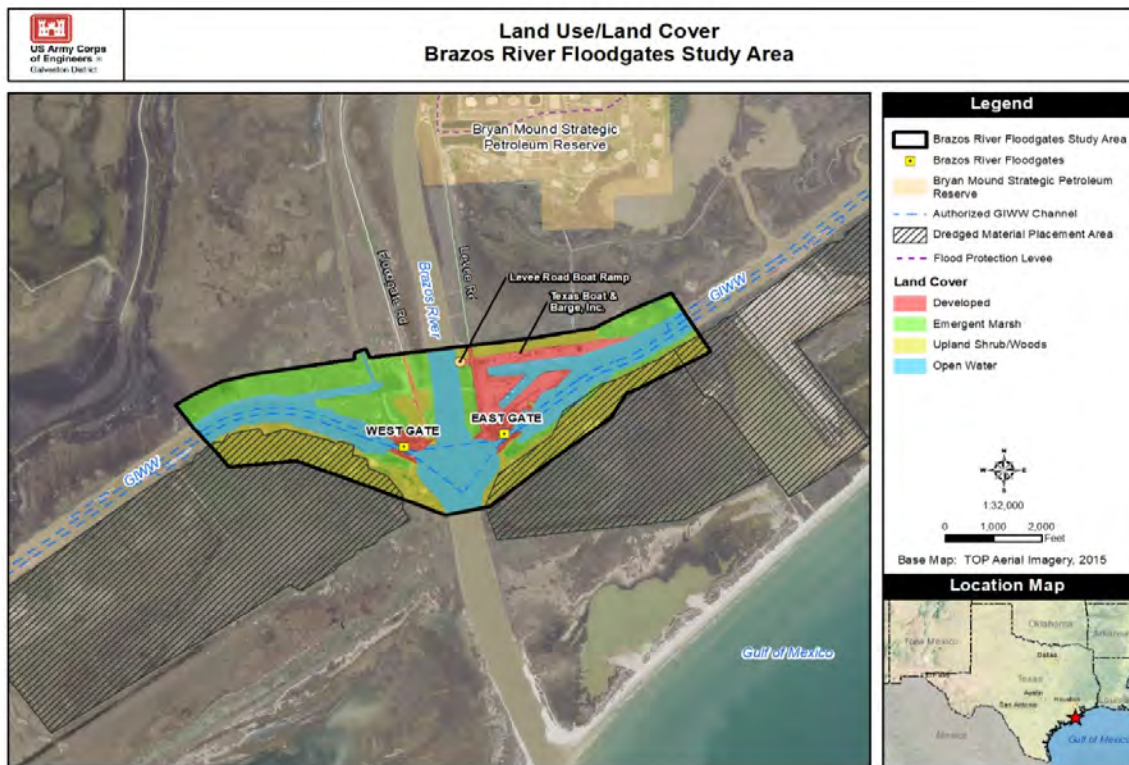 US Army Corps
of Engineers ®
Galveston District
Land Use/Land Cover
Brazos River Floodgates Study Area
Bryan Mound Strategic
Petroleum Reserve
Floodgate Rd
Brazos River
Levee Rd
Levee Road Boat Ramp
Texas Boat &
Barge, Inc.
GIWW
WEST GATE
EAST GATE
GIWW
Gulf of Mexico
Legend
Brazos River Floodgates Study Area
Brazos River Floodgates
Bryan Mound Strategic Petroleum
Reserve
Authorized GIWW Channel
Dredged Material Placement Area
Flood Protection Levee
Land Cover
Developed
Emergent Marsh
Upland Shrub/Woods
Open Water
N
W
E
S
1:32,000
0 1,000 2,000
Feet
Base Map: TOP Aerial Imagery, 2015
Location Map
New Mexico
Oklahoma
Arkansas
Dallas
Texas
Austin
Houston
San Antonio
Mexico
Gulf of Mexico